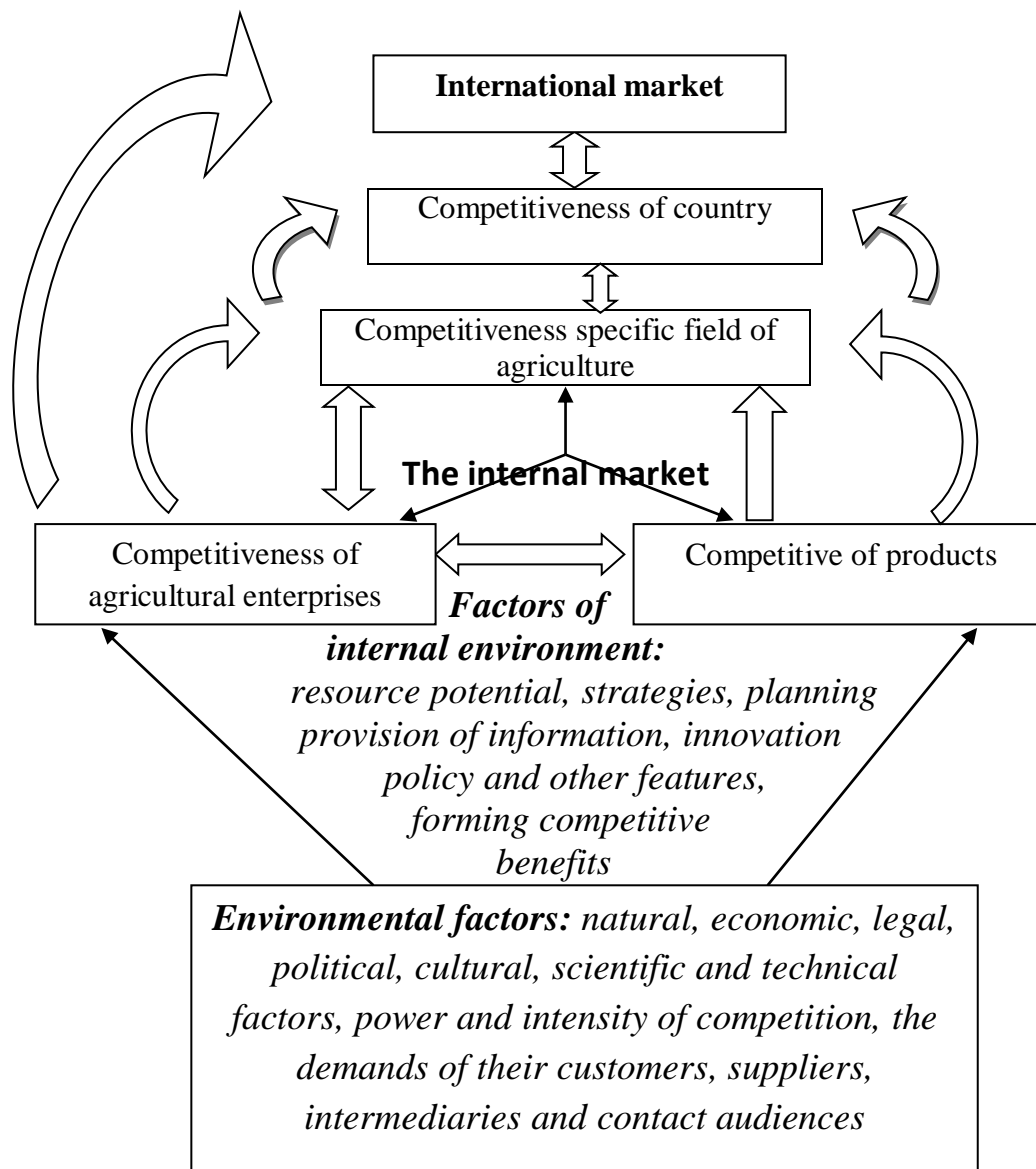 International market
Competitiveness of country
Competitiveness specific field of
agriculture
The internal market
Competitiveness of
agricultural enterprises
Competitive of products
Factors of
internal environment:
resource potential, strategies, planning
provision of information, innovation
policy and other features,
forming competitive
benefits
Environmental factors: natural, economic, legal,
political, cultural, scientific and technical
factors, power and intensity of competition, the
demands of their customers, suppliers,
intermediaries and contact audiences